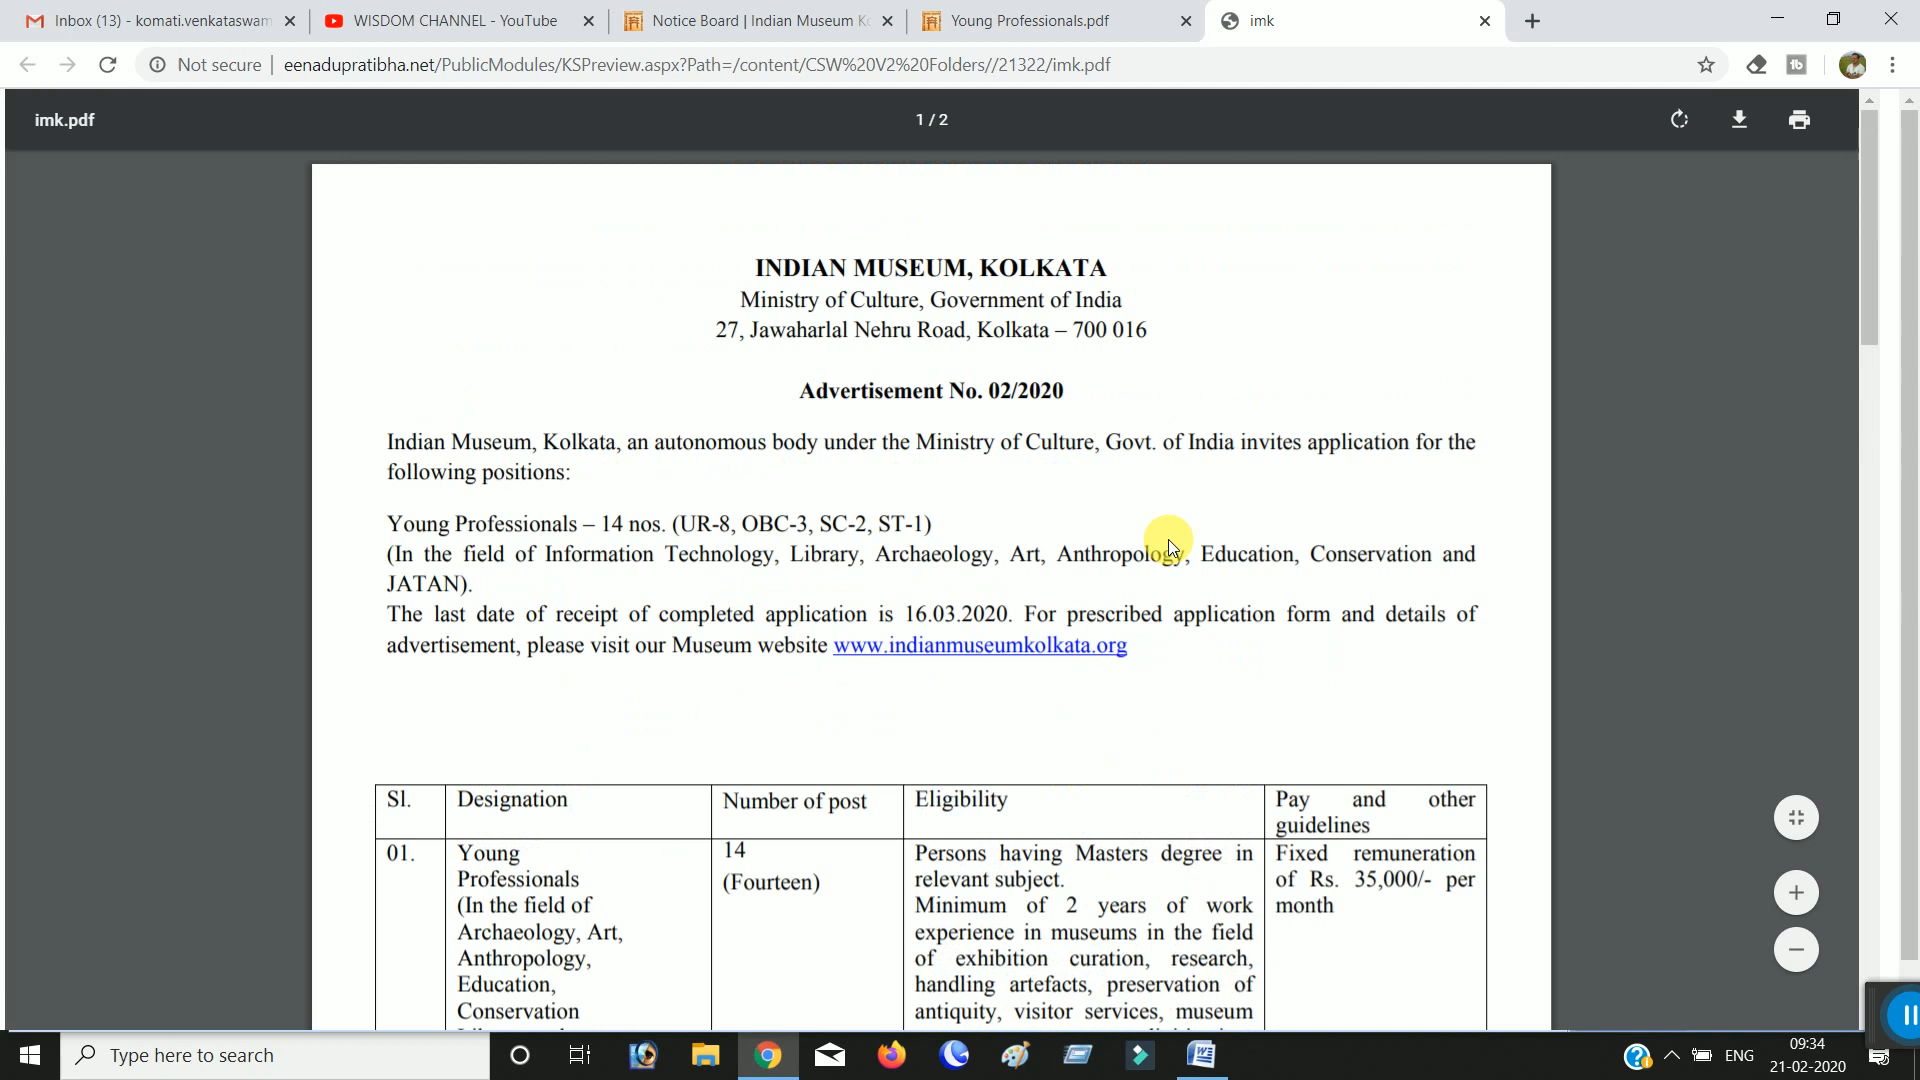 Inbox (13) - komati.venkataswam
WISDOM CHANNEL - YouTube
Notice Board | Indian Museum K
Young Professionals.pdf
imk
Not secure | eenadupratibha.net/PublicModules/KSPreview.aspx?Path=/content/CSW%20V2%20Folders//21322/imk.pdf
imk.pdf
1 / 2
INDIAN MUSEUM, KOLKATA
Ministry of Culture, Government of India
27, Jawaharlal Nehru Road, Kolkata – 700 016
Advertisement No. 02/2020
Indian Museum, Kolkata, an autonomous body under the Ministry of Culture, Govt. of India invites application for the
following positions:
Young Professionals – 14 nos. (UR-8, OBC-3, SC-2, ST-1)
(In the field of Information Technology, Library, Archaeology, Art, Anthropology, Education, Conservation and
JATAN).
The last date of receipt of completed application is 16.03.2020. For prescribed application form and details of
advertisement, please visit our Museum website www.indianmuseumkolkata.org
Sl.
Designation
Number of post
Eligibility
Pay and other
guidelines
01.
Young
Professionals
(In the field of
Archaeology, Art,
Anthropology,
Education,
Conservation
14
(Fourteen)
Persons having Masters degree in
relevant subject.
Minimum of 2 years of work
experience in museums in the field
of exhibition curation, research,
handling artefacts, preservation of
antiquity, visitor services, museum
Fixed remuneration
of Rs. 35,000/- per
month
Type here to search
ENG
09:34
21-02-2020